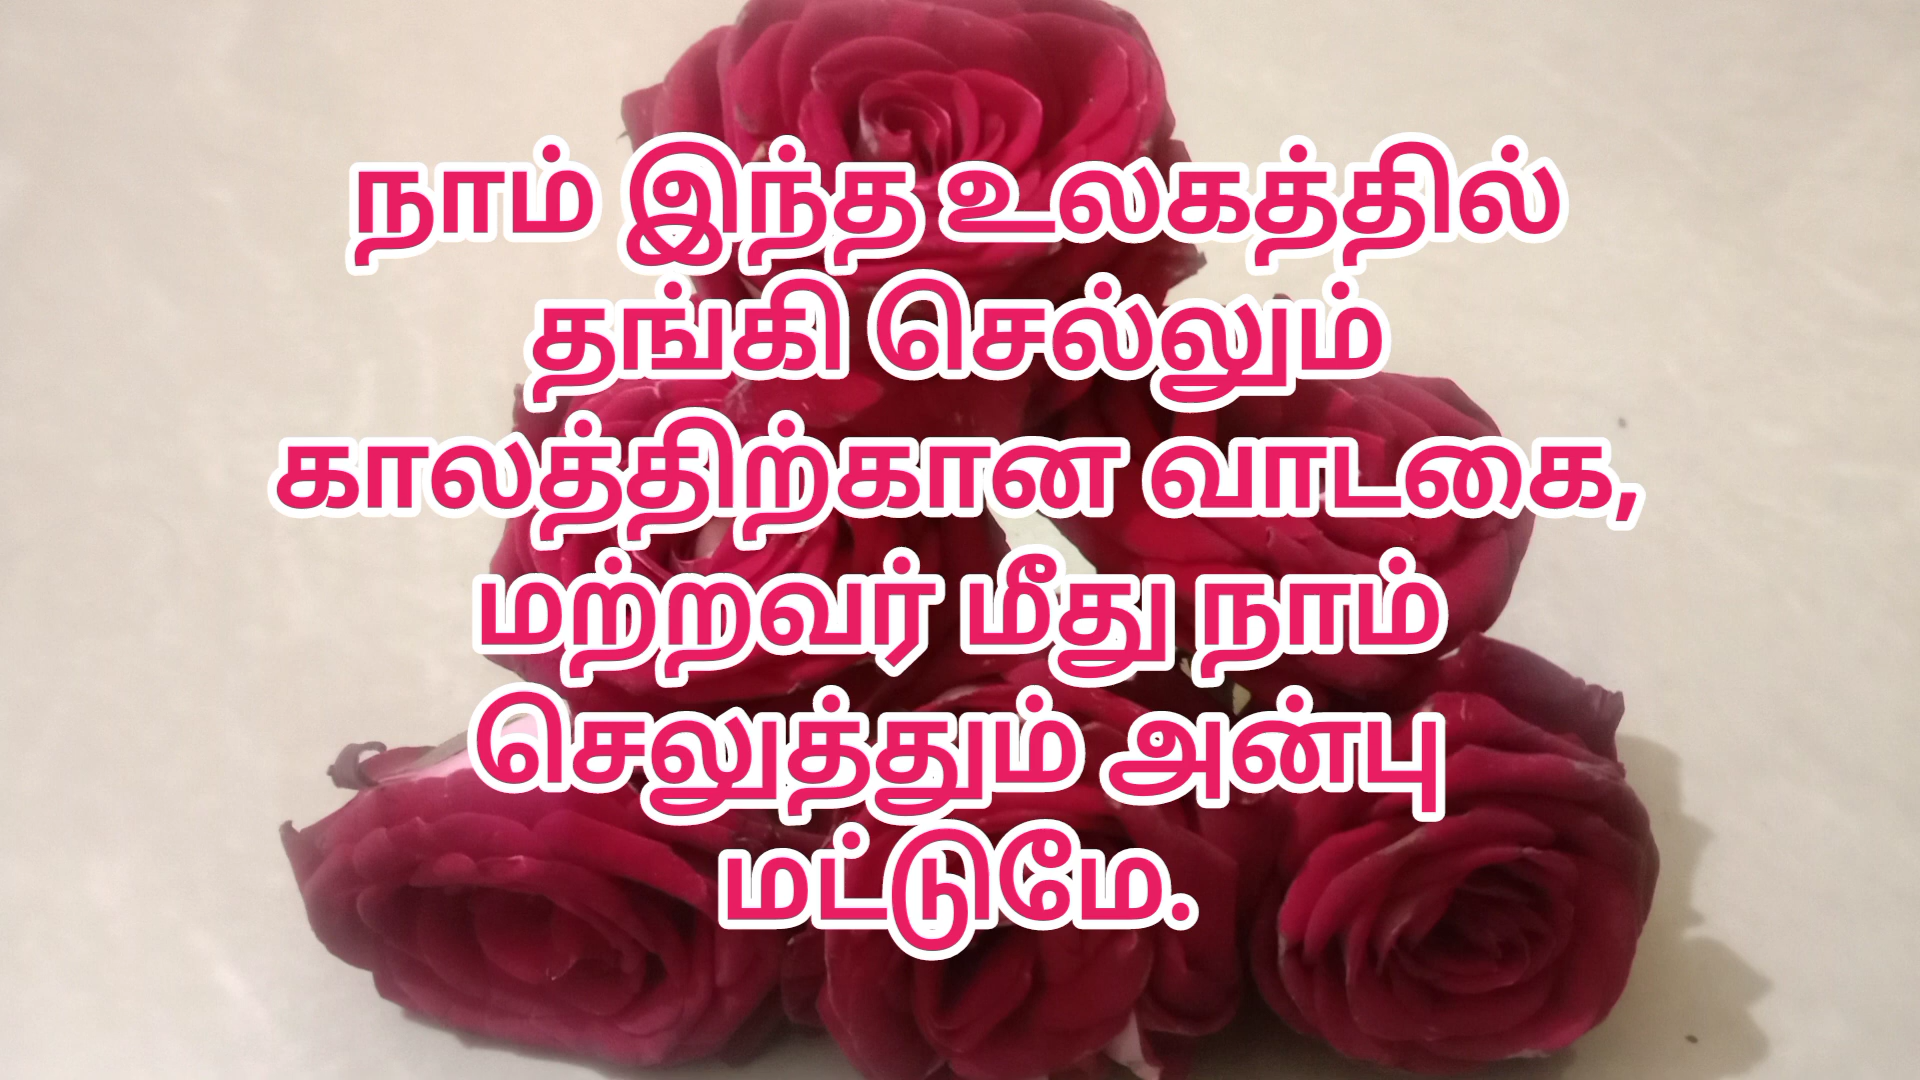 நாம் இந்த உலகத்தில்
தங்கி செல்லும்
காலத்திற்கான வாடகை,
மற்றவர் மீது நாம்
செலுத்தும் அன்பு
மட்டுமே.